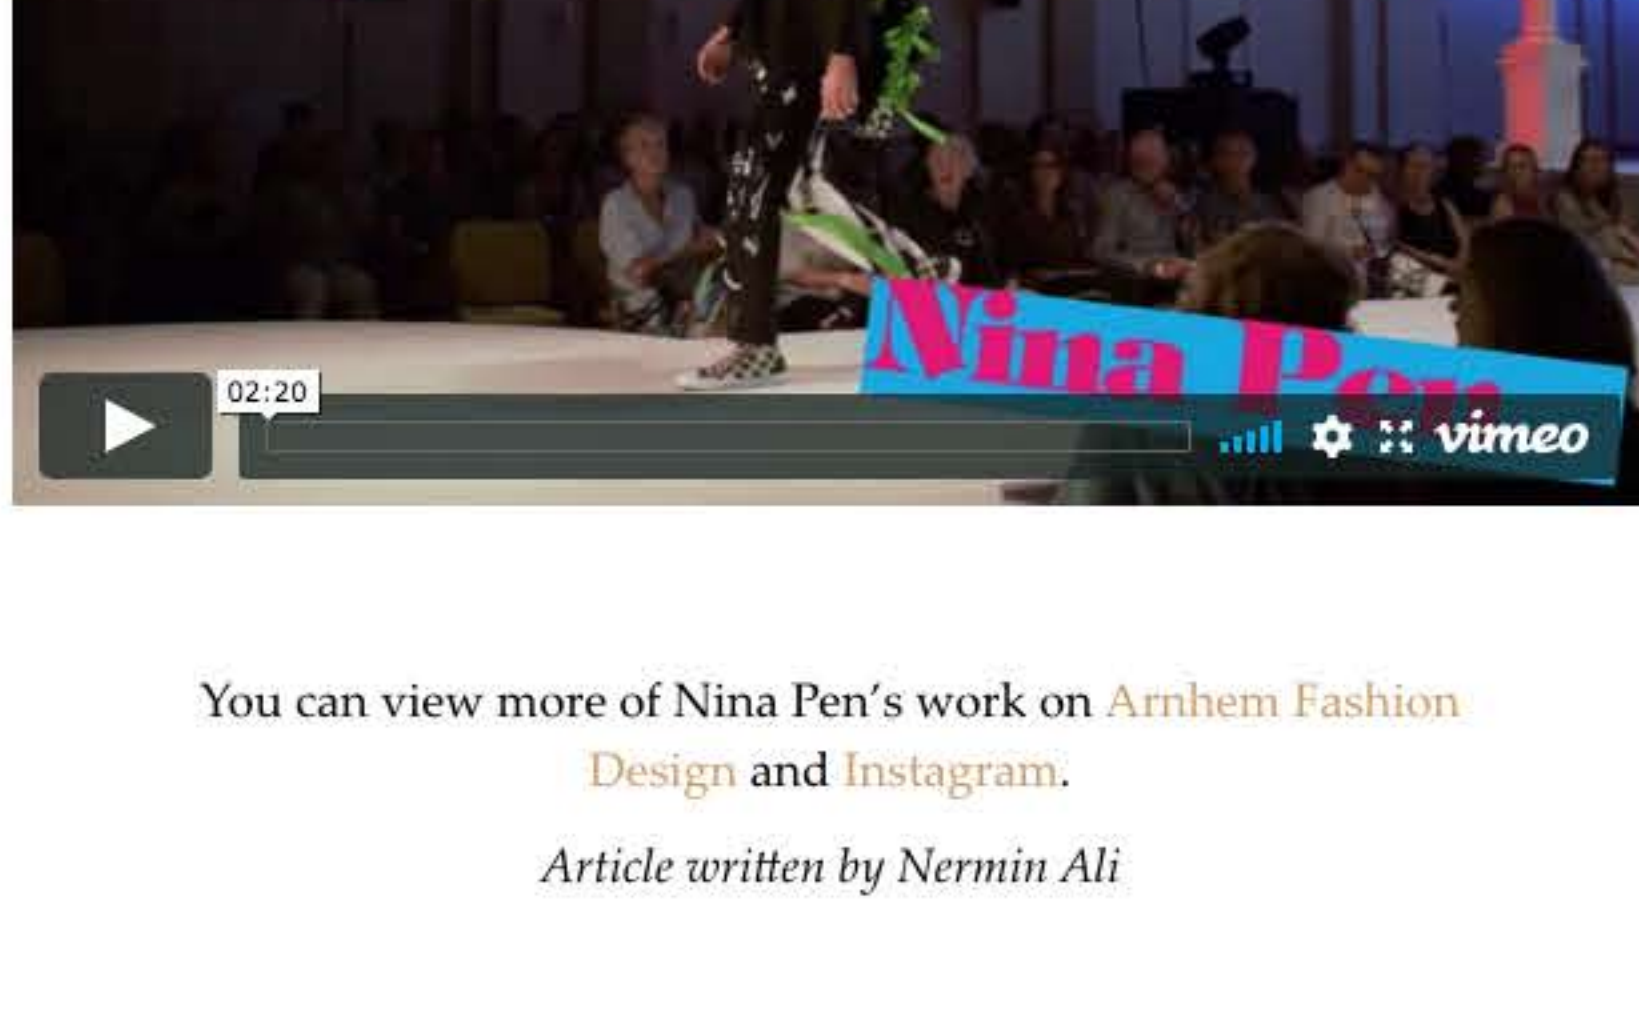 Nina Pen
02:20
vimeo
You can view more of Nina Pen's work on Arnhem Fashion
Design and Instagram.
Article written by Nermin Ali